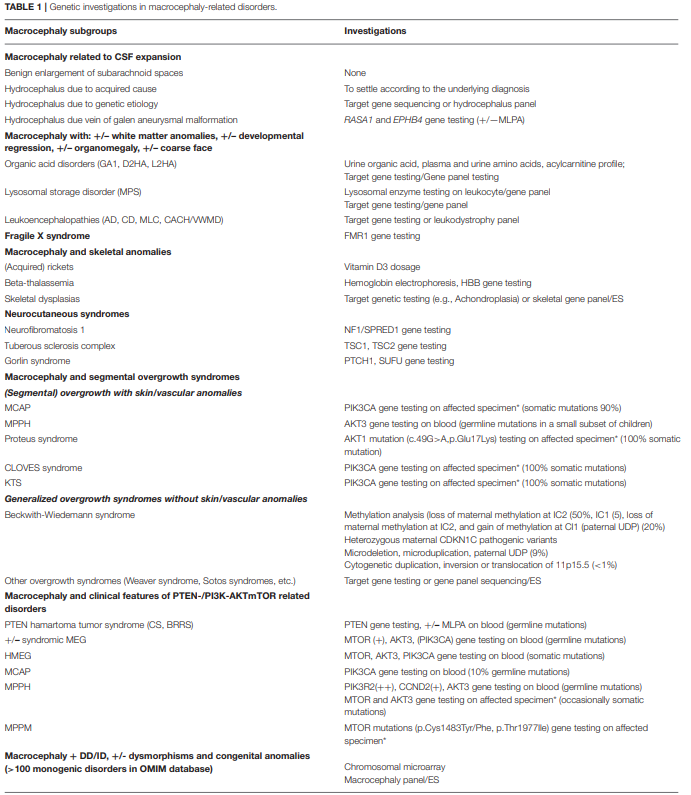 TABLE 1 | Genetic investigations in macrocephaly-related disorders.
Macrocephaly subgroups Investigations
Macrocephaly related to CSF expansion
Benign enlargement of subarachnoid spaces None
Hydrocephalus due to acquired cause To settle according to the underlying diagnosis
Hydrocephalus due to genetic etiology Target gene sequencing or hydrocephalus panel
Hydrocephalus due vein of galen aneurysmal malformation RASA1 and EPHB4 gene testing (+/−MLPA)
Macrocephaly with: +/− white matter anomalies, +/− developmental
regression, +/− organomegaly, +/− coarse face
Organic acid disorders (GA1, D2HA, L2HA) Urine organic acid, plasma and urine amino acids, acylcarnitine profile;
Target gene testing/Gene panel testing
Lysosomal storage disorder (MPS) Lysosomal enzyme testing on leukocyte/gene panel
Target gene testing/gene panel
Leukoencephalopathies (AD, CD, MLC, CACH/VWMD) Target gene testing or leukodystrophy panel
Fragile X syndrome FMR1 gene testing
Macrocephaly and skeletal anomalies
(Acquired) rickets Vitamin D3 dosage
Beta-thalassemia Hemoglobin electrophoresis, HBB gene testing
Skeletal dysplasias Target genetic testing (e.g., Achondroplasia) or skeletal gene panel/ES
Neurocutaneous syndromes
Neurofibromatosis 1 NF1/SPRED1 gene testing
Tuberous sclerosis complex TSC1, TSC2 gene testing
Gorlin syndrome PTCH1, SUFU gene testing
Macrocephaly and segmental overgrowth syndromes
(Segmental) overgrowth with skin/vascular anomalies
MCAP PIK3CA gene testing on affected specimen* (somatic mutations 90%)
MPPH AKT3 gene testing on blood (germline mutations in a small subset of children)
Proteus syndrome AKT1 mutation (c.49G>A,p.Glu17Lys) testing on affected specimen* (100% somatic
mutation)
CLOVES syndrome PIK3CA gene testing on affected specimen* (100% somatic mutations)
KTS PIK3CA gene testing on affected specimen* (100% somatic mutations)
Generalized overgrowth syndromes without skin/vascular anomalies
Beckwith-Wiedemann syndrome Methylation analysis (loss of maternal methylation at IC2 (50%, IC1 (5), loss of
maternal methylation at IC2, and gain of methylation at CI1 (paternal UDP) (20%)
Heterozygous maternal CDKN1C pathogenic variants
Microdeletion, microduplication, paternal UDP (9%)
Cytogenetic duplication, inversion or translocation of 11p15.5 (<1%)
Other overgrowth syndromes (Weaver syndrome, Sotos syndromes, etc.) Target gene testing or gene panel sequencing/ES
Macrocephaly and clinical features of PTEN-/PI3K-AKTmTOR related
disorders
PTEN hamartoma tumor syndrome (CS, BRRS) PTEN gene testing, +/− MLPA on blood (germline mutations)
+/− syndromic MEG MTOR (+), AKT3, (PIK3CA) gene testing on blood (germline mutations)
HMEG MTOR, AKT3, PIK3CA gene testing on blood (somatic mutations)
MCAP PIK3CA gene testing on blood (10% germline mutations)
MPPH PIK3R2(++), CCND2(+), AKT3 gene testing on blood (germline mutations)
MTOR and AKT3 gene testing on affected specimen* (occasionally somatic
mutations)
MPPM MTOR mutations (p.Cys1483Tyr/Phe, p.Thr1977Ile) gene testing on affected
specimen*
Macrocephaly + DD/ID, +/- dysmorphisms and congenital anomalies
(>100 monogenic disorders in OMIM database) Chromosomal microarray
Macrocephaly panel/ES